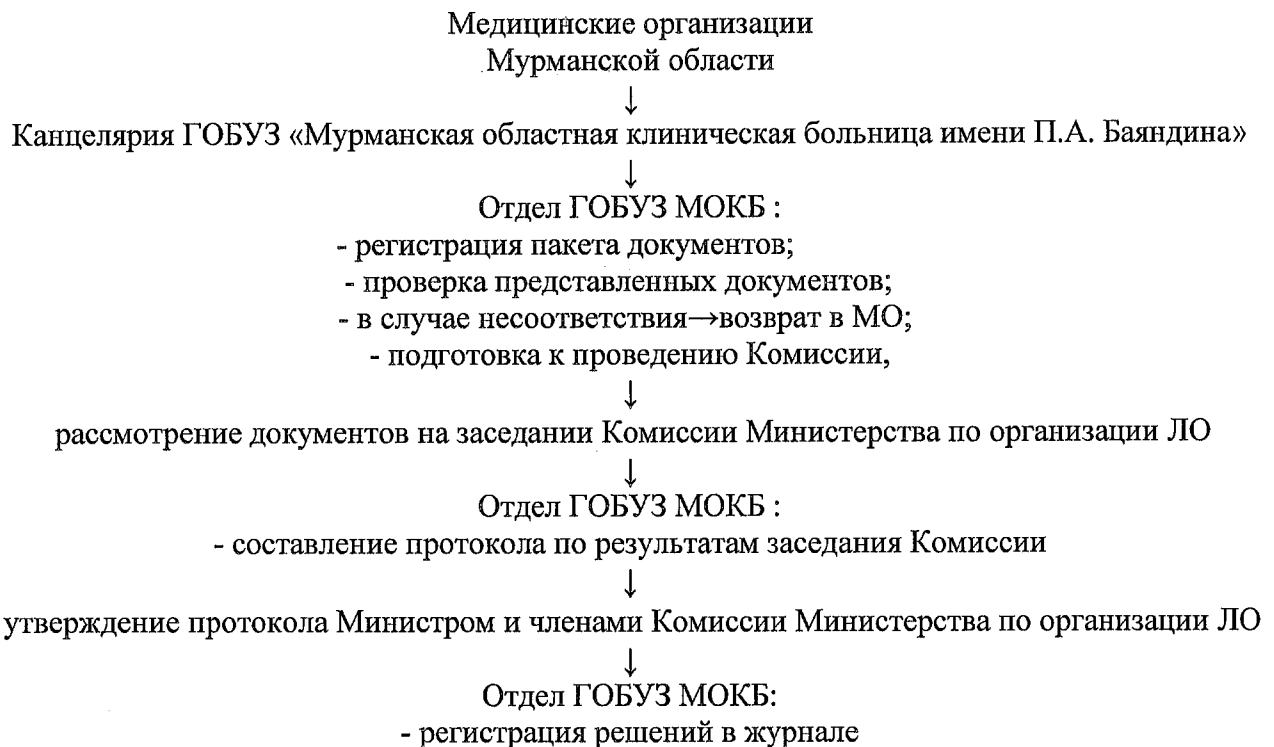 Медицинские организации
Мурманской области
↓
Канцелярия ГОБУЗ «Мурманская областная клиническая больница имени П.А. Баяндина»
↓
Отдел ГОБУЗ МОКБ :
- регистрация пакета документов;
- проверка представленных документов;
- в случае несоответствия→возврат в МО;
- подготовка к проведению Комиссии,
↓
рассмотрение документов на заседании Комиссии Министерства по организации ЛО
↓
Отдел ГОБУЗ МОКБ :
- составление протокола по результатам заседания Комиссии
↓
утверждение протокола Министром и членами Комиссии Министерства по организации ЛО
↓
Отдел ГОБУЗ МОКБ:
- регистрация решений в журнале